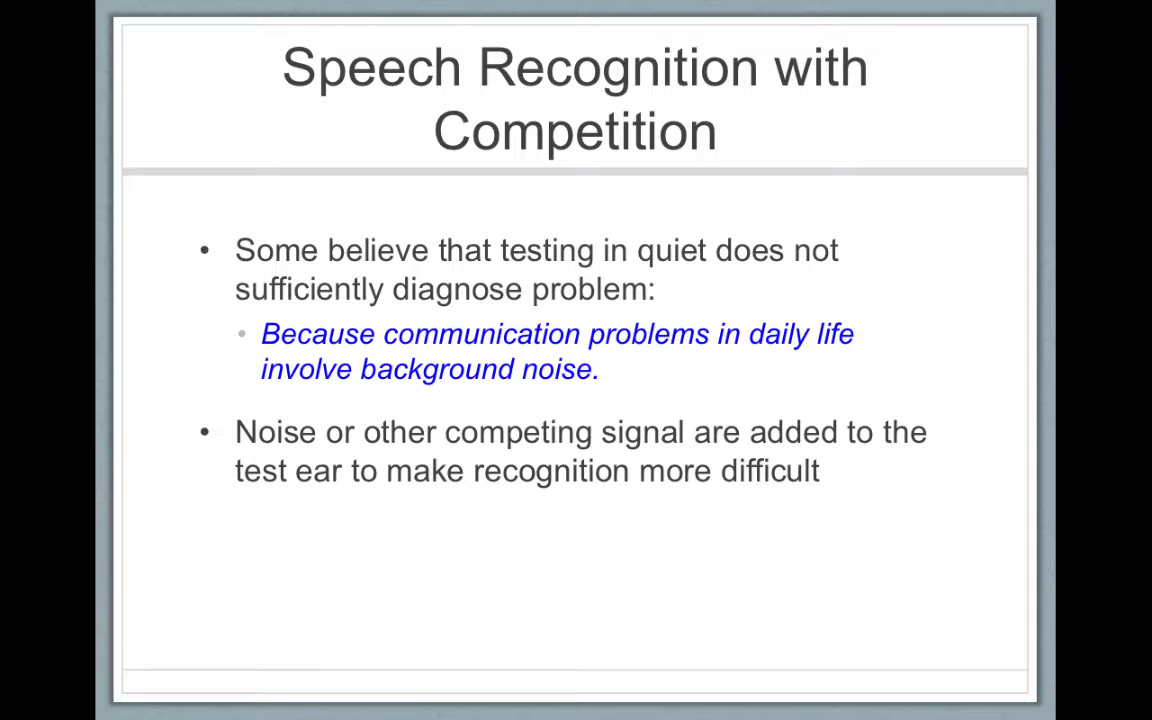 Speech Recognition with
Competition
• Some believe that testing in quiet does not
sufficiently diagnose problem:
• Because communication problems in daily life
involve background noise.
• Noise or other competing signal are added to the
test ear to make recognition more difficult